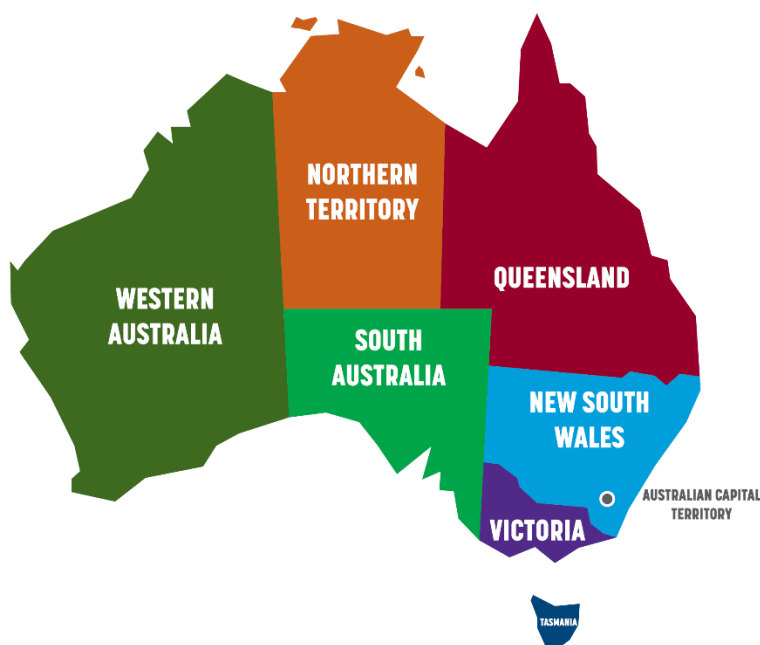 NORTHERN
TERRITORY
QUEENSLAND
WESTERN
AUSTRALIA
SOUTH
AUSTRALIA
NEW SOUTH
WALES
AUSTRALIAN CAPITAL
TERRITORY
VICTORIA
TASMANIA